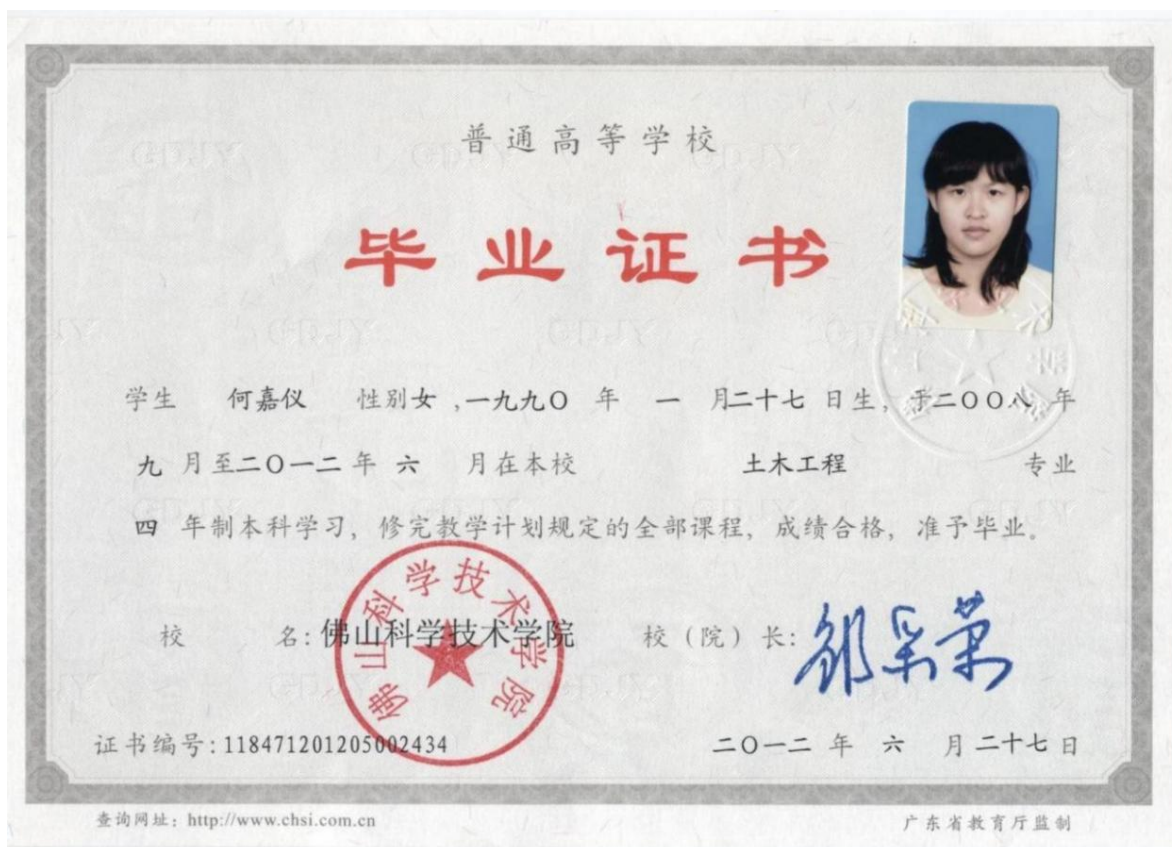 普通高等学校
毕业证书
学生 何嘉仪 性别女,一九九〇 年 一 月二十七 日生,于二〇〇八 年
九 月至二〇一二 年 六 月在本校 土木工程 专业
四 年制本科学习,修完教学计划规定的全部课程,成绩合格,准予毕业。
校 名:佛山科学技术学院 校(院)长:
佛山科学技术学院
证书编号:118471201205002434 二〇一二 年 六 月 二十七 日
查询网址:http://www.chsi.com.cn 广东省教育厅监制